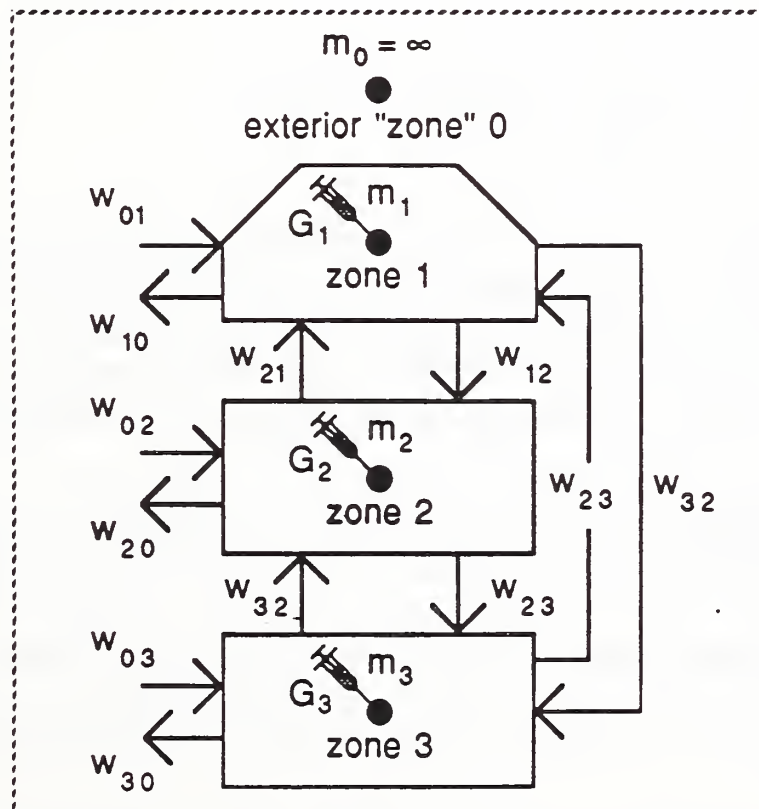 m₀ = ∞
exterior "zone" 0
w₀₁
m₁
G₁
zone 1
w₁₀
w₂₁
w₁₂
w₀₂
m₂
G₂
zone 2
w₂₀
w₂₃
w₃₂
w₃₂
w₂₃
w₀₃
m₃
G₃
zone 3
w₃₀